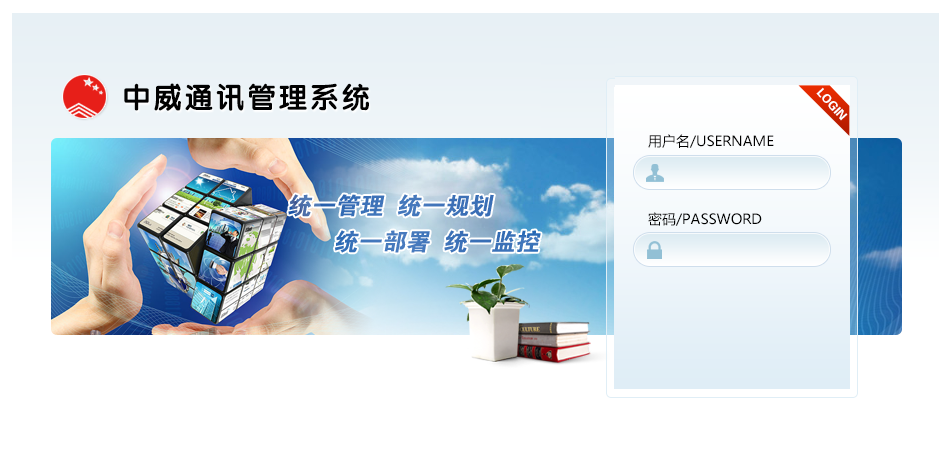 中威通讯管理系统
LOGIN
用户名/USERNAME
统一管理 统一规划
统一部署 统一监控
密码/PASSWORD